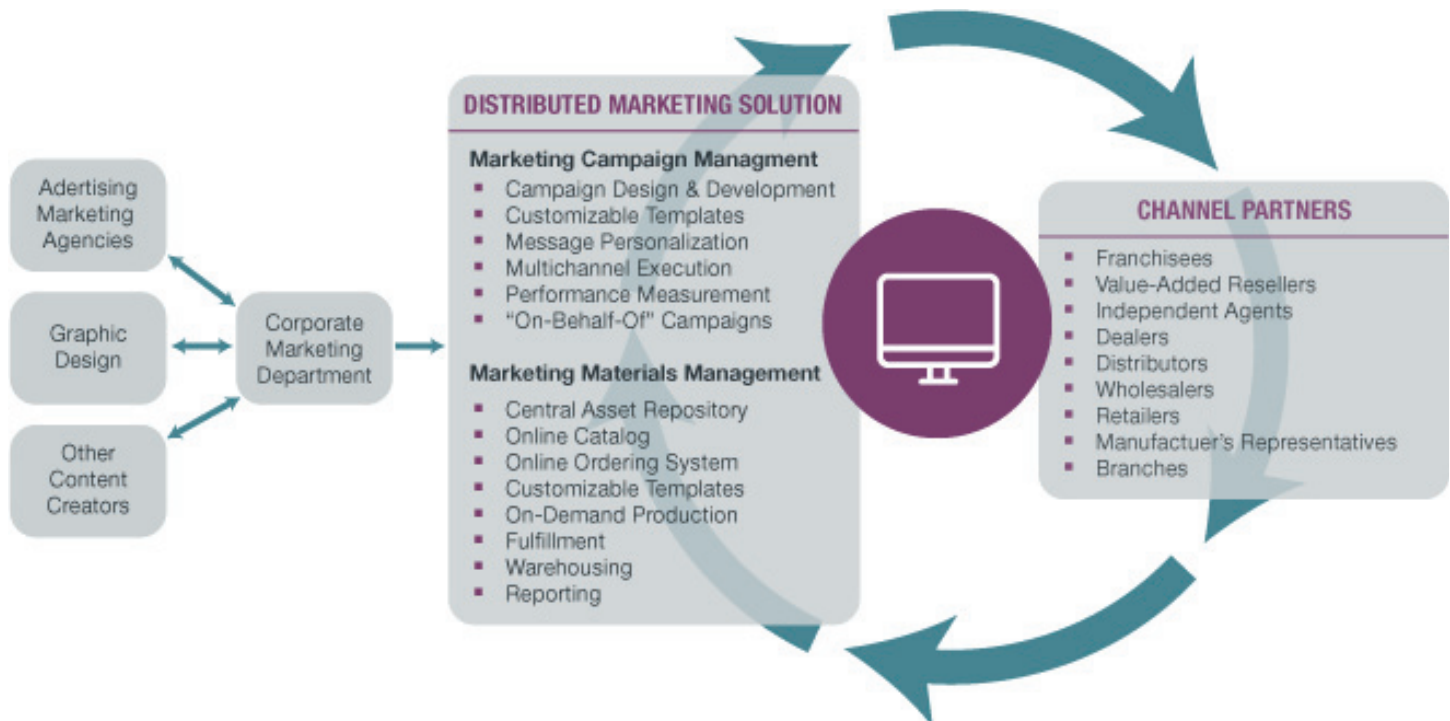 Adertising
Marketing
Agencies
Graphic
Design
Other
Content
Creators
Corporate
Marketing
Department
DISTRIBUTED MARKETING SOLUTION
Marketing Campaign Managment
Campaign Design & Development
Customizable Templates
Message Personalization
Multichannel Execution
Performance Measurement
“On-Behalf-Of” Campaigns
Marketing Materials Management
Central Asset Repository
Online Catalog
Online Ordering System
Customizable Templates
On-Demand Production
Fulfillment
Warehousing
Reporting
CHANNEL PARTNERS
Franchisees
Value-Added Resellers
Independent Agents
Dealers
Distributors
Wholesalers
Retailers
Manufactuer’s Representatives
Branches